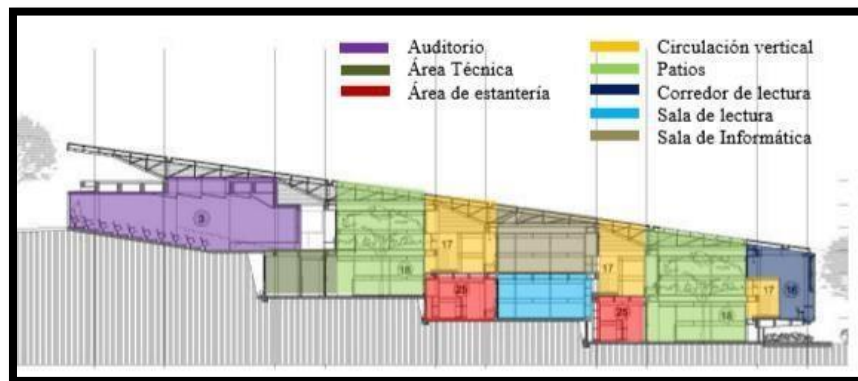 Auditorio
Área Técnica
Área de estantería
Circulación vertical
Patios
Corredor de lectura
Sala de lectura
Sala de Informática
3
17
18
25
17
25
18
17
16